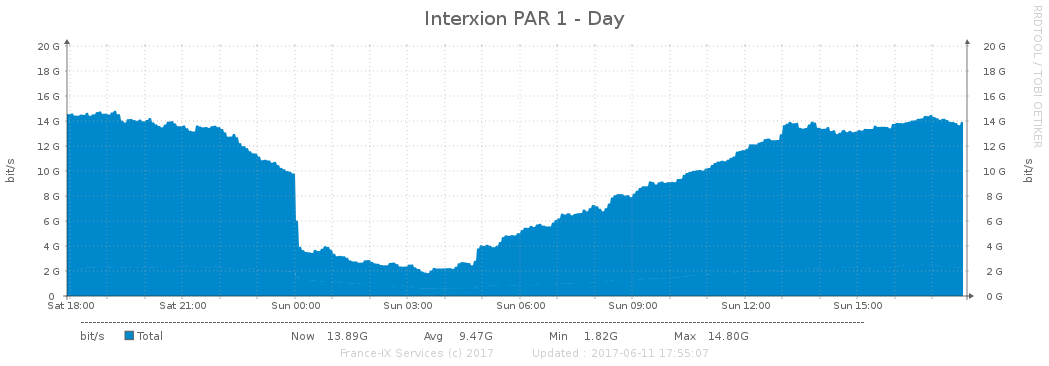 Interxion PAR 1 - Day
RRDTOOL / TOBI OETIKER
20 G 20 G
18 G 18 G
16 G 16 G
14 G 14 G
12 G 12 G
10 G 10 G
8 G 8 G
6 G 6 G
4 G 4 G
2 G 2 G
0 0 G
bit/s
bit/s
Sat 18:00 Sat 21:00 Sun 00:00 Sun 03:00 Sun 06:00 Sun 09:00 Sun 12:00 Sun 15:00
bit/s Total Now 13.89G Avg 9.47G Min 1.82G Max 14.80G
France-IX Services (c) 2017 Updated : 2017-06-11 17:55:07